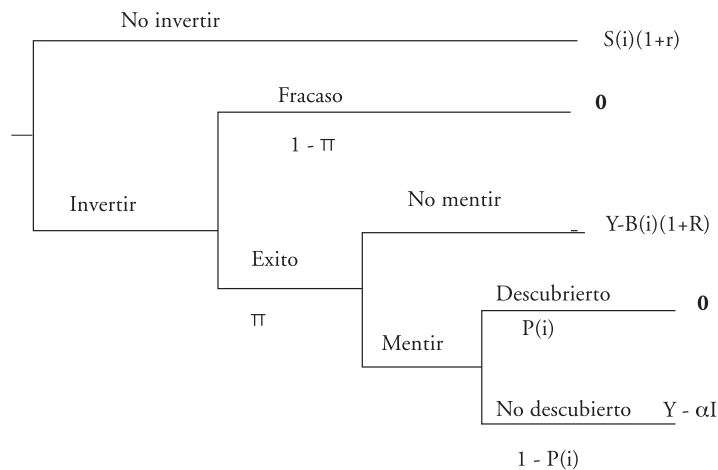 No invertir
S(i)(1+r)
Fracaso
0
1 - π
Invertir
No mentir
Y-B(i)(1+R)
Exito
π
Descubrierto
0
P(i)
Mentir
No descubierto
Y - αI
1 - P(i)